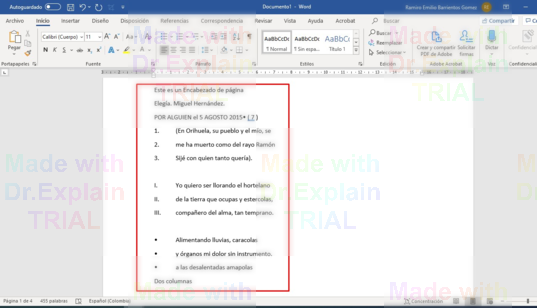 Autoguardado Documento1 - Word Ramiro Emilio Barrientos Gomez
Archivo Inicio Insertar Diseño Disposición Referencias Correspondencia Revisar Vista Ayuda Acrobat Buscar Compartir
Pegar
Calibri (Cuerpo) 11
N K S
AaBbCcDc AaBbCcDc AaBbCc
¶ Normal ¶ Sin espa... Título 1
Buscar
Reemplazar
Seleccionar
Crear y compartir PDF de Adobe
Solicitar firmas
Dictar
Confidencialidad
Portapapeles Fuente Párrafo Estilos Edición Adobe Acrobat Voz
Este es un Encabezado de página
Elegía. Miguel Hernández.
POR ALGUIEN el 5 AGOSTO 2015• ( 7 )
1. (En Orihuela, su pueblo y el mío, se
2. me ha muerto como del rayo Ramón
3. Sijé con quien tanto quería).
I. Yo quiero ser llorando el hortelano
II. de la tierra que ocupas y estercolas,
III. compañero del alma, tan temprano.
▪ Alimentando lluvias, caracolas
▪ y órganos mi dolor sin instrumento.
▪ a las desalentadas amapolas
Dos columnas
Made with Dr.Explain TRIAL
Página 1 de 4 455 palabras Español (Colombia) Concentración